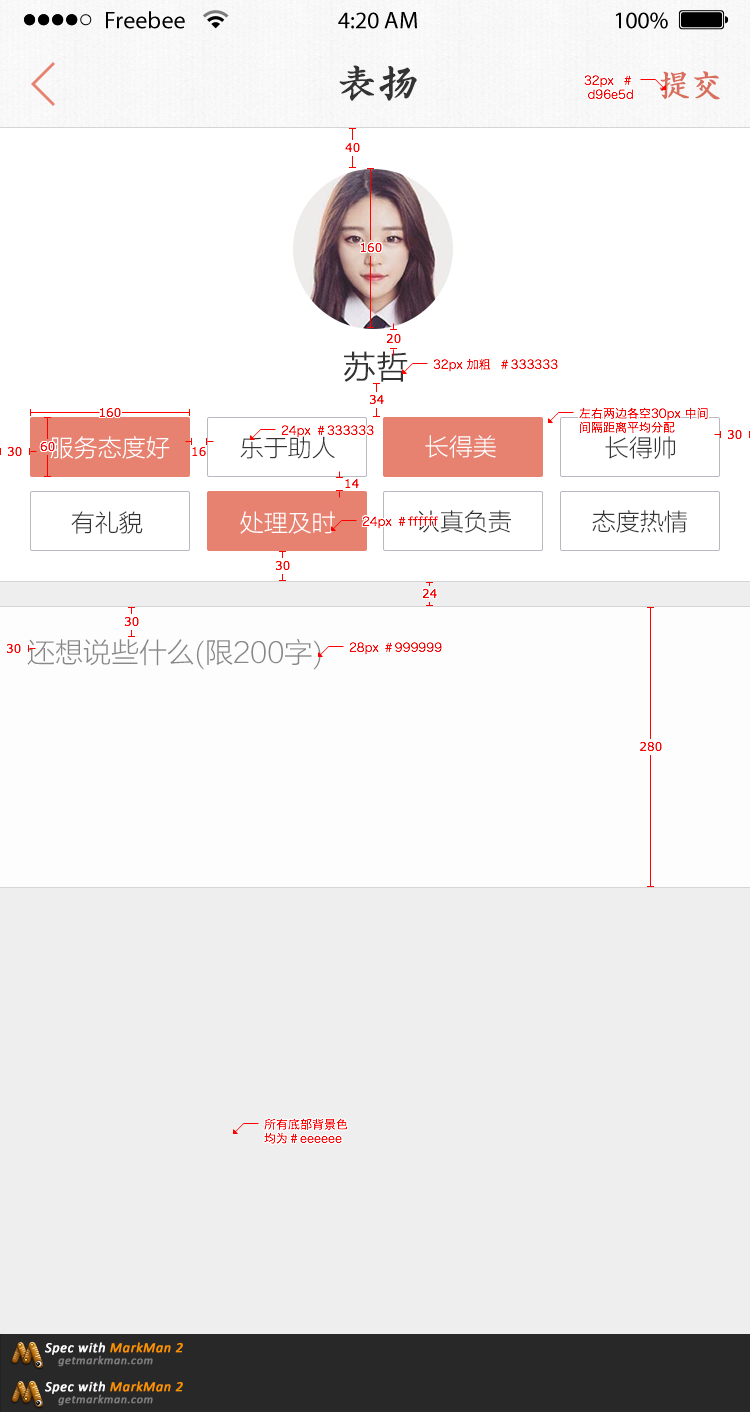 Freebee 4:20 AM 100%
表扬
32px #
d96e5d
提交
40
160
20
苏哲
32px 加粗 #333333
34
160
左右两边各空30px 中间
间隔距离平均分配
30
60
服务态度好
16
24px #333333
乐于助人
长得美
长得帅
30
14
有礼貌
处理及时
24px #ffffff
认真负责
态度热情
30
24
30
30
还想说些什么(限200字)
28px #999999
280
所有底部背景色
均为#eeeeee
Spec with MarkMan 2
getmarkman.com
Spec with MarkMan 2
getmarkman.com